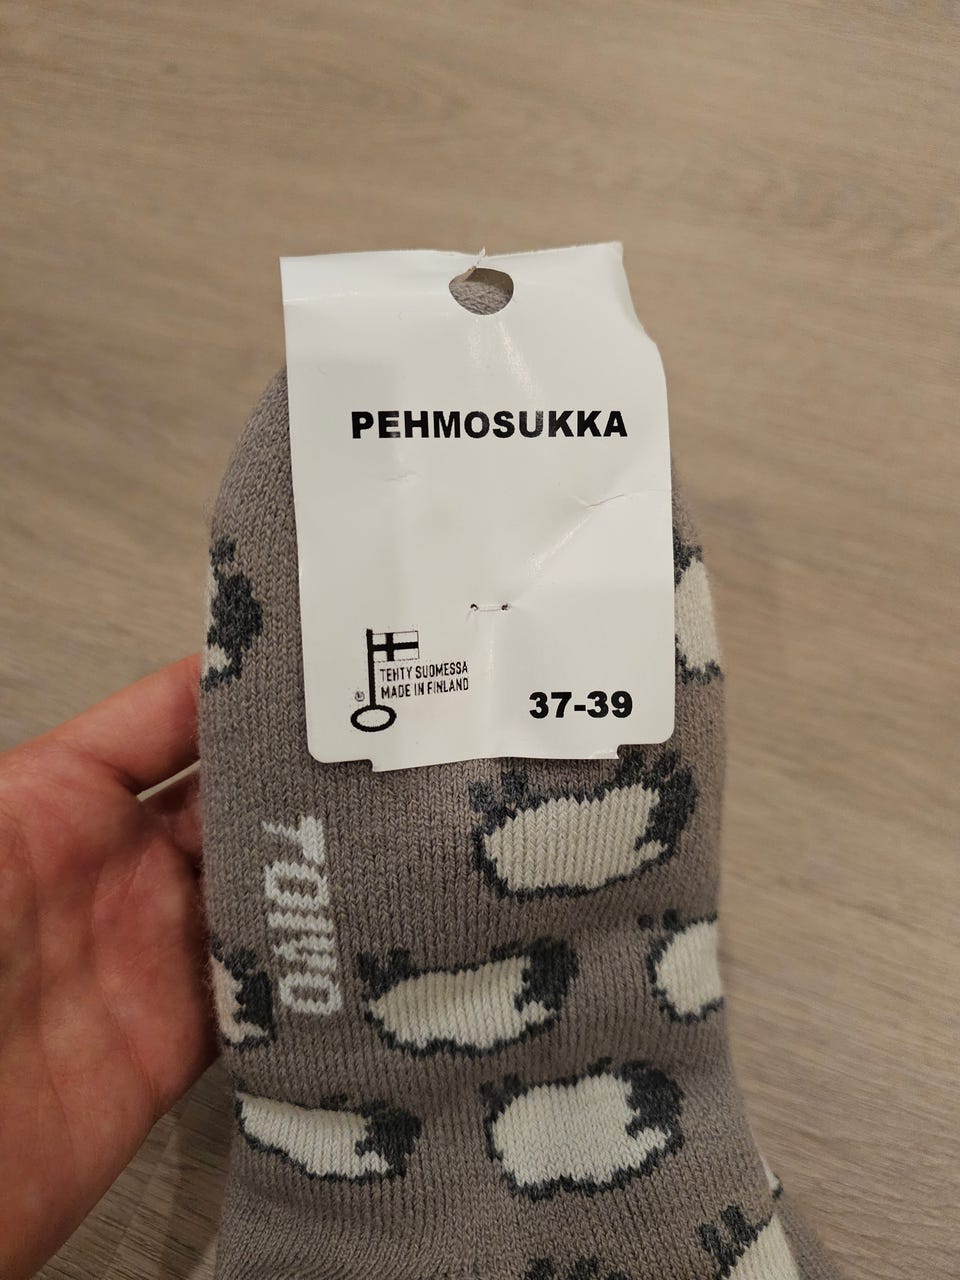 PEHMOSUKKA
TEHTY SUOMESSA
MADE IN FINLAND
®
37-39
TOIVO